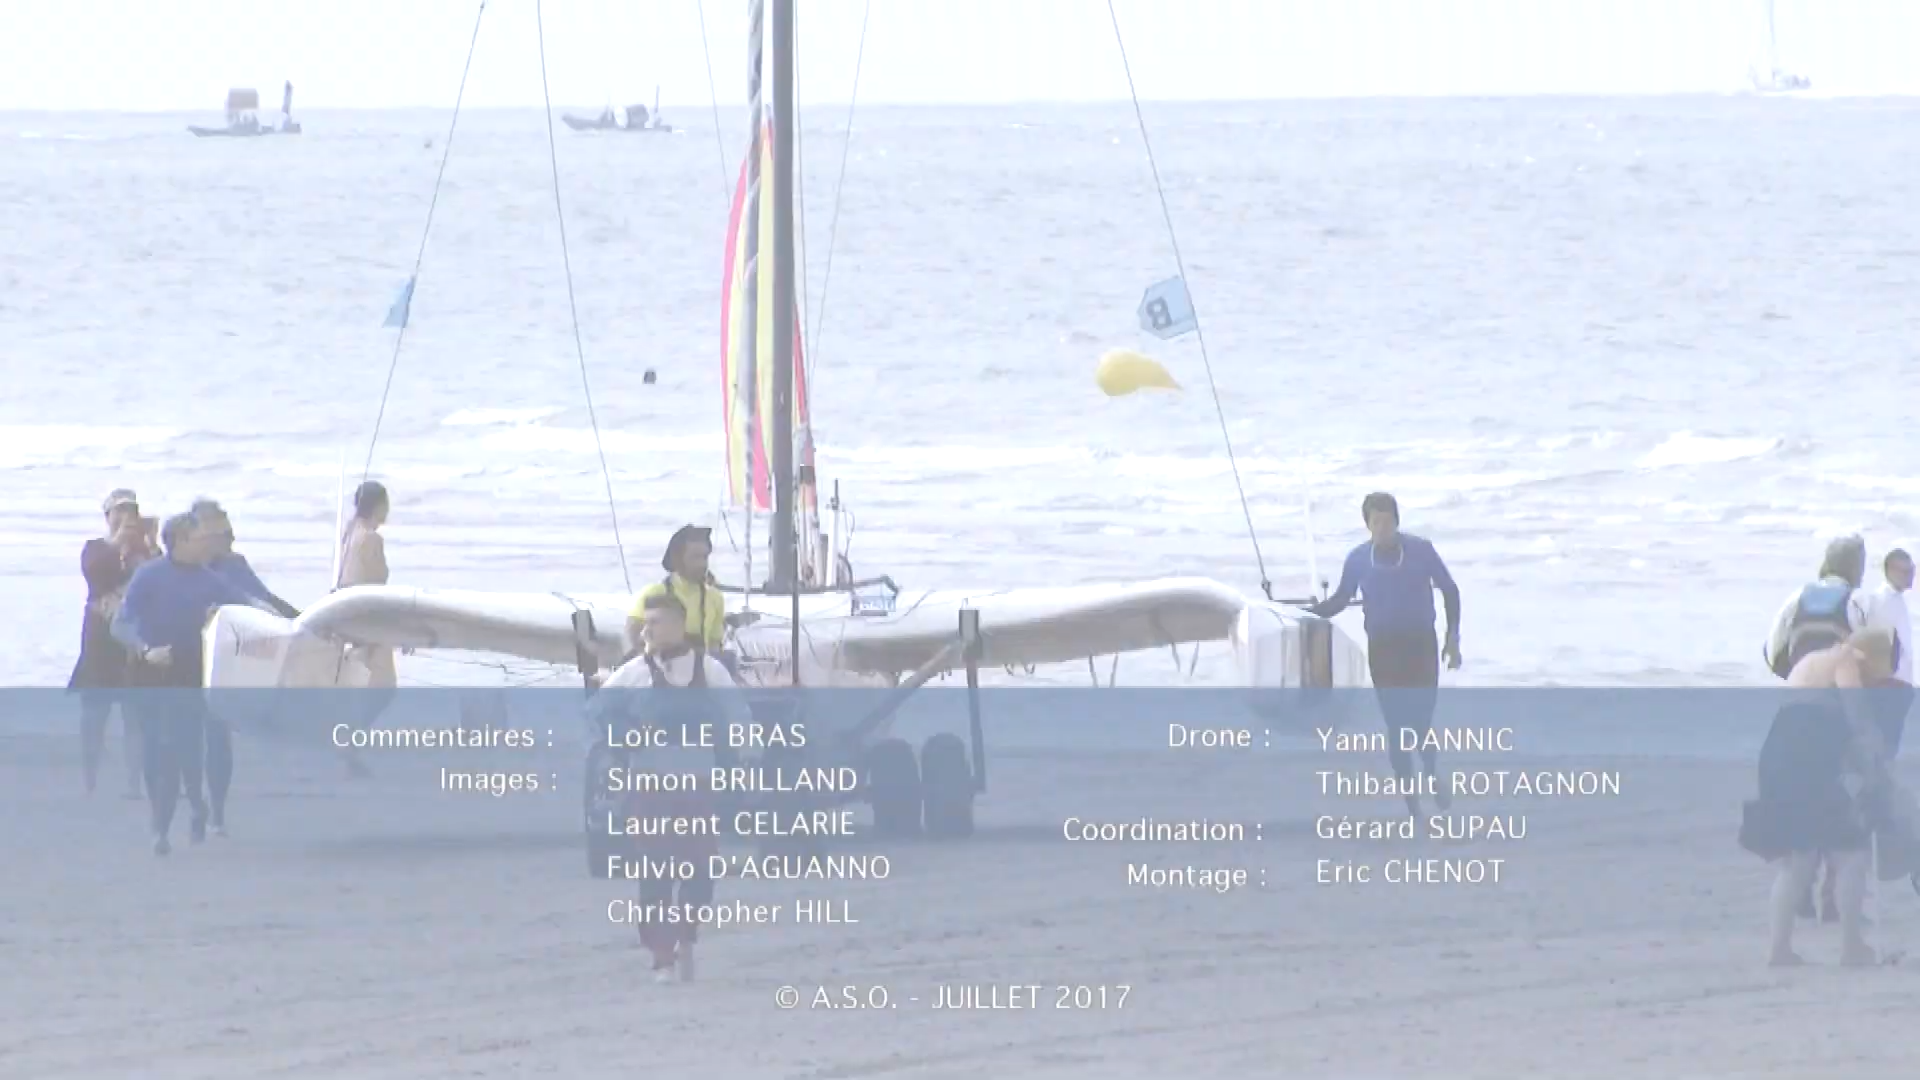 8
Commentaires : Loïc LE BRAS
Images : Simon BRILLAND
Laurent CELARIE
Fulvio D'AGUANNO
Christopher HILL
Drone : Yann DANNIC
Thibault ROTAGNON
Coordination : Gérard SUPAU
Montage : Eric CHENOT
© A.S.O. - JUILLET 2017